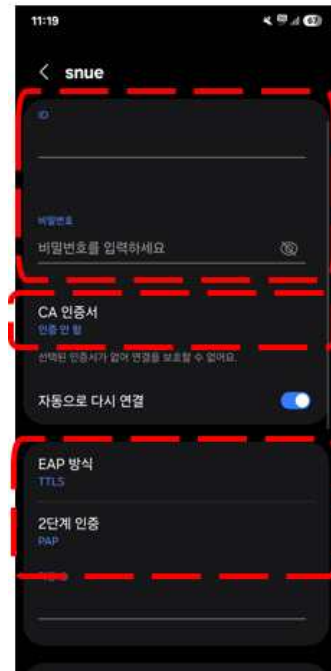 11:19
67
snue
ID
비밀번호
비밀번호를 입력하세요
CA 인증서
인증 안 함
선택된 인증서가 없어 연결을 보호할 수 없어요.
자동으로 다시 연결
EAP 방식
TTLS
2단계 인증
PAP